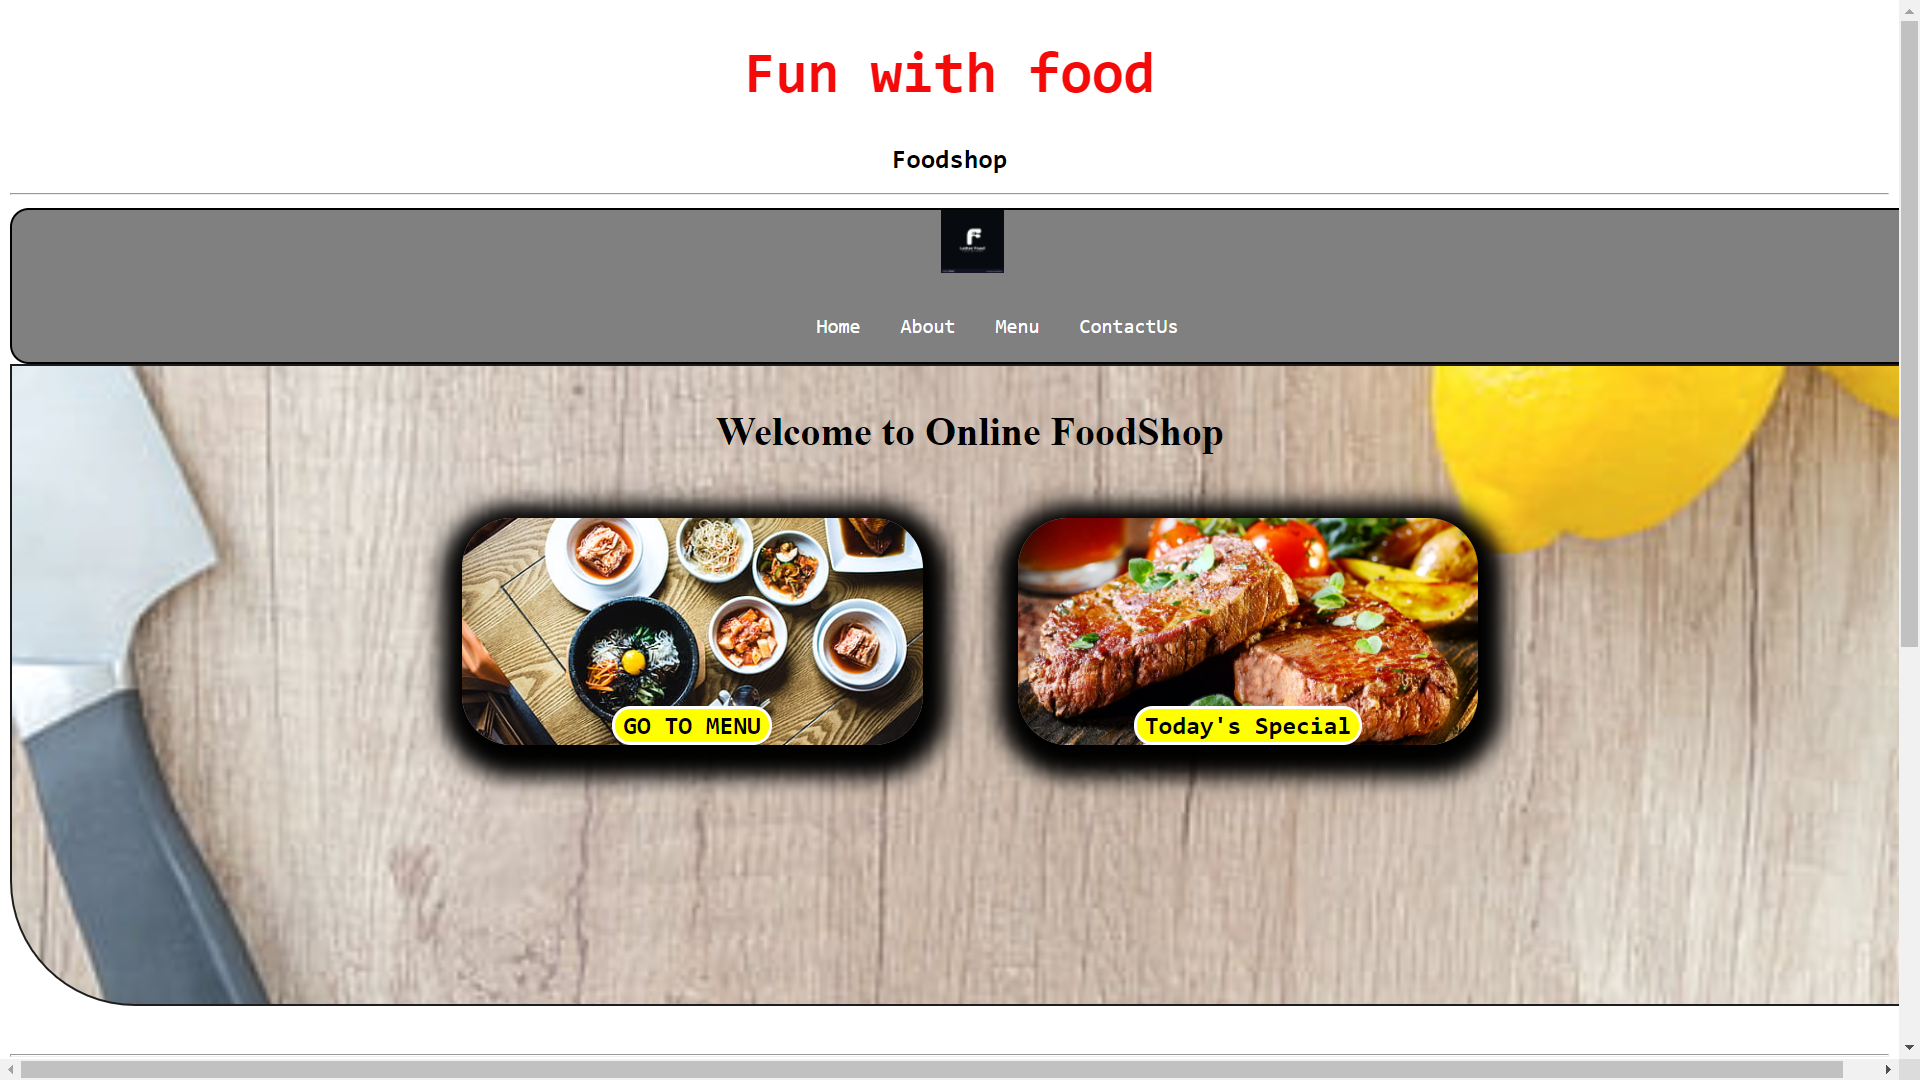 Fun with food
Foodshop
F
Home About Menu ContactUs
Welcome to Online FoodShop
GO TO MENU
Today's Special